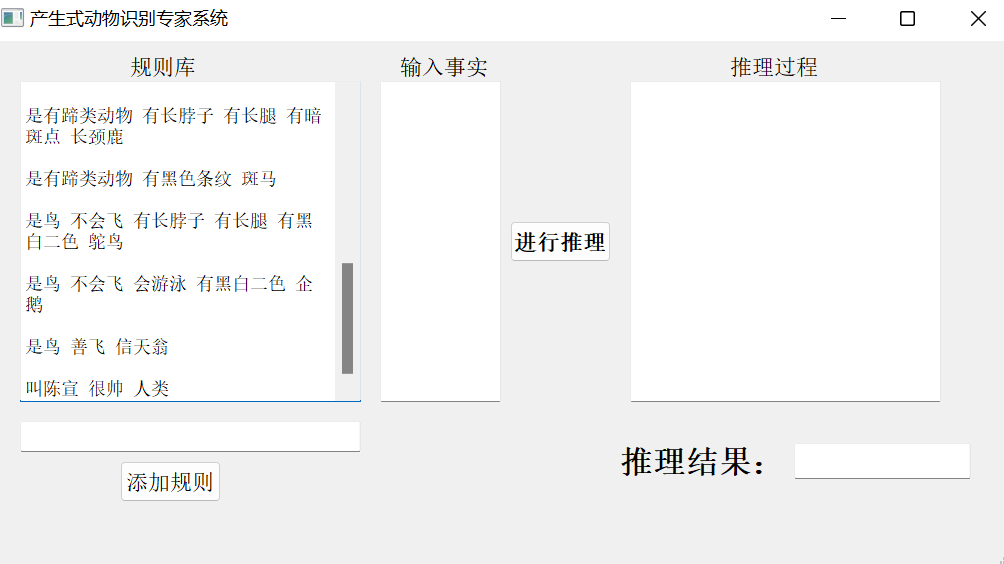 产生式动物识别专家系统
规则库
输入事实
推理过程
是有蹄类动物 有长脖子 有长腿 有暗
斑点 长颈鹿
是有蹄类动物 有黑色条纹 斑马
是鸟 不会飞 有长脖子 有长腿 有黑
白二色 鸵鸟
是鸟 不会飞 会游泳 有黑白二色 企
鹅
是鸟 善飞 信天翁
叫陈宣 很帅 人类
进行推理
添加规则
推理结果：